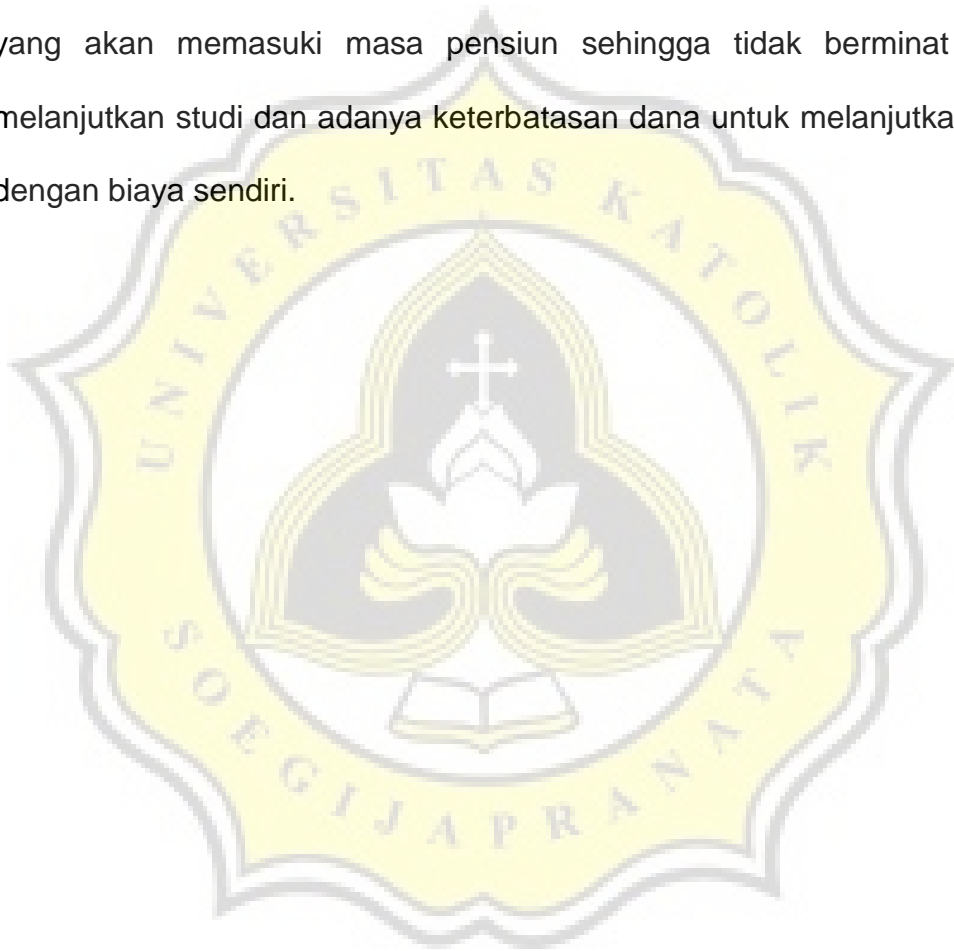 yang akan memasuki masa pensiun sehingga tidak berminat
melanjutkan studi dan adanya keterbatasan dana untuk melanjutka
dengan biaya sendiri.
UNIVERSITAS KATOLIK
SOEGIJAPRANATA